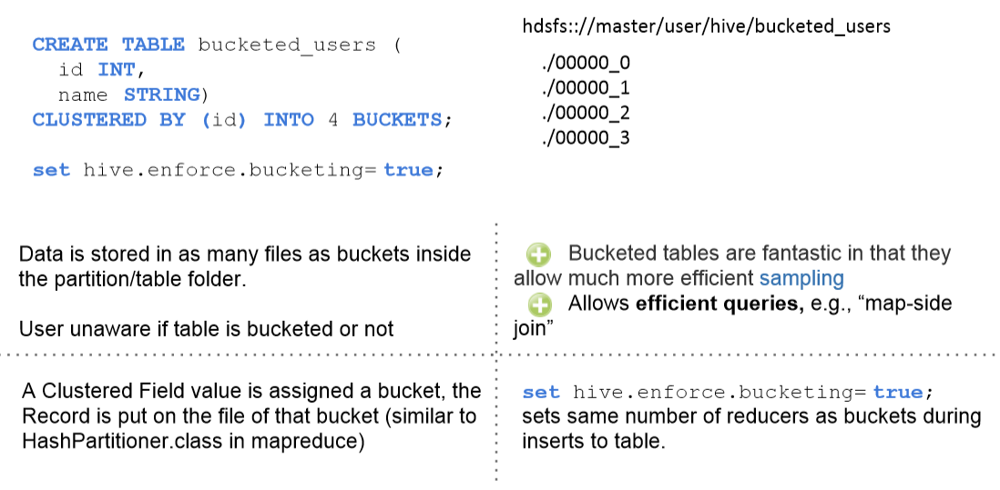 CREATE TABLE bucketed_users (
id INT,
name STRING)
CLUSTERED BY (id) INTO 4 BUCKETS;
set hive.enforce.bucketing= true;
hdsfs:://master/user/hive/bucketed_users
./00000_0
./00000_1
./00000_2
./00000_3
Data is stored in as many files as buckets inside
the partition/table folder.
User unaware if table is bucketed or not
Bucketed tables are fantastic in that they
allow much more efficient sampling
Allows efficient queries, e.g., “map-side
join”
A Clustered Field value is assigned a bucket, the
Record is put on the file of that bucket (similar to
HashPartitioner.class in mapreduce)
set hive.enforce.bucketing= true;
sets same number of reducers as buckets during
inserts to table.